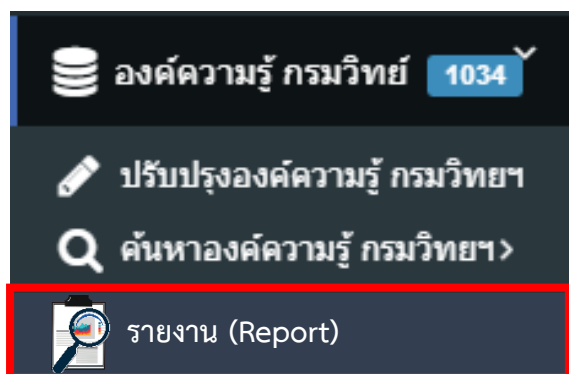 องค์ความรู้ กรมวิทย์ 1034
ปรับปรุงองค์ความรู้ กรมวิทยฯ
ค้นหาองค์ความรู้ กรมวิทยฯ>
รายงาน (Report)